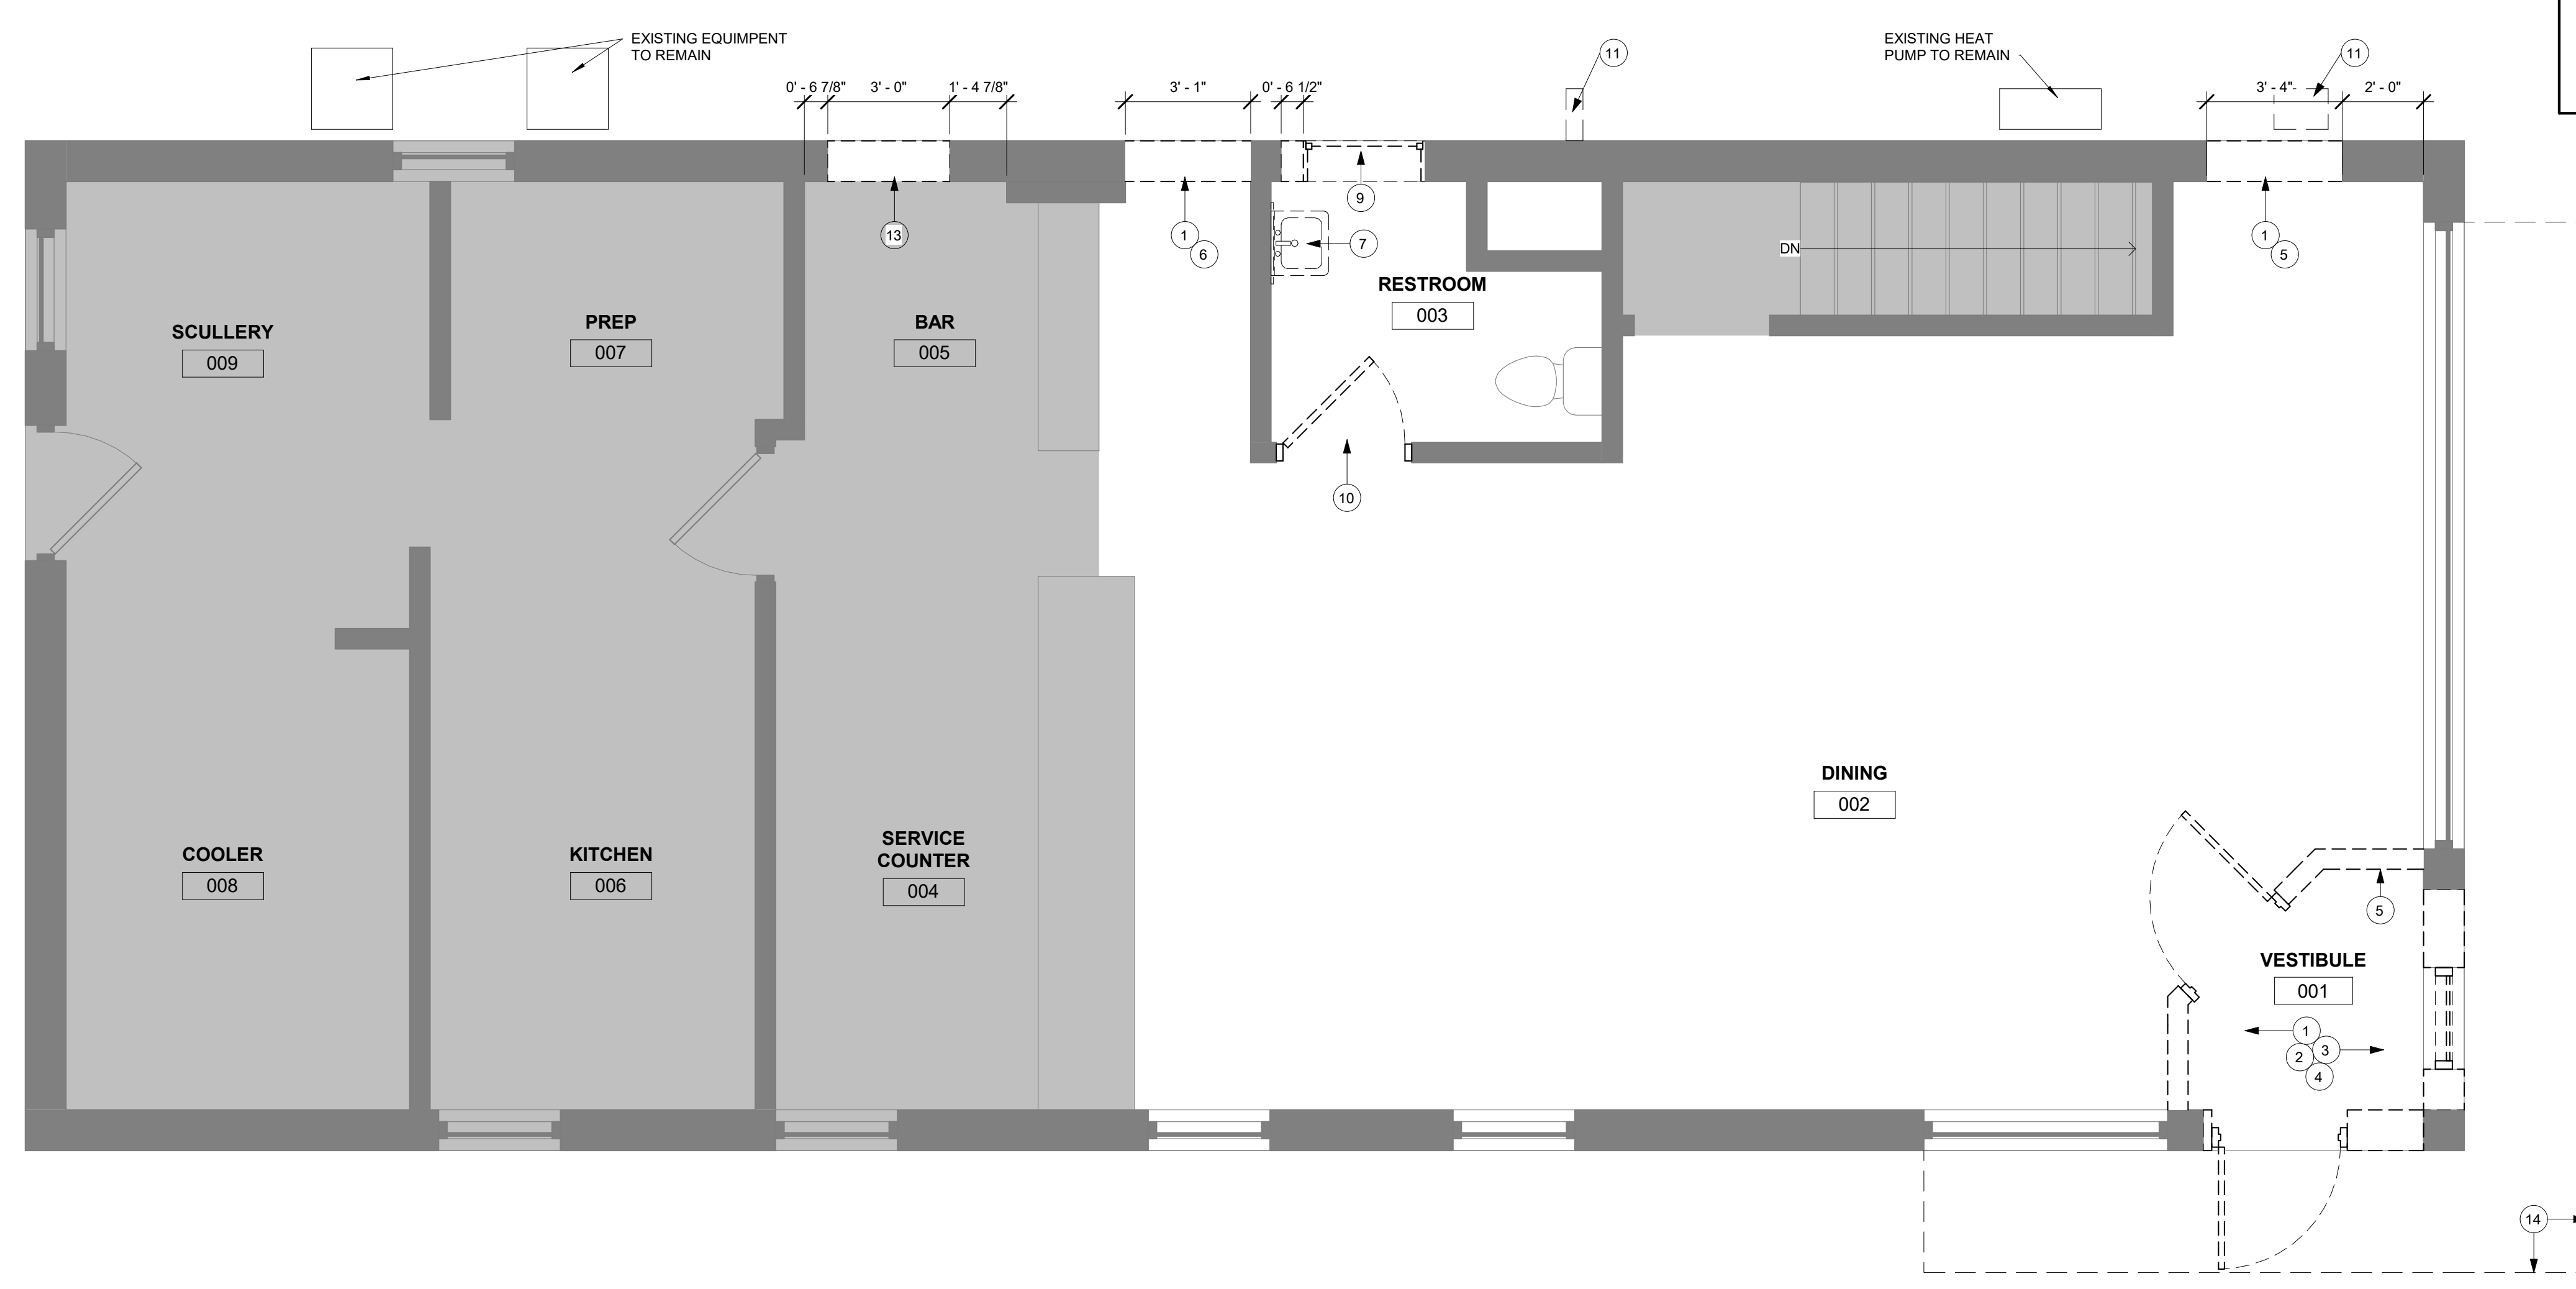 EXISTING EQUIMPENT
TO REMAIN
11
EXISTING HEAT
PUMP TO REMAIN
11
0' - 6 7/8"
3' - 0"
1' - 4 7/8"
3' - 1"
0' - 6 1/2"
3' - 4"
2' - 0"
9
13
1
6
7
1
5
DN
RESTROOM
003
SCULLERY
009
PREP
007
BAR
005
10
DINING
002
COOLER
008
KITCHEN
006
SERVICE
COUNTER
004
5
VESTIBULE
001
1
2
3
4
14